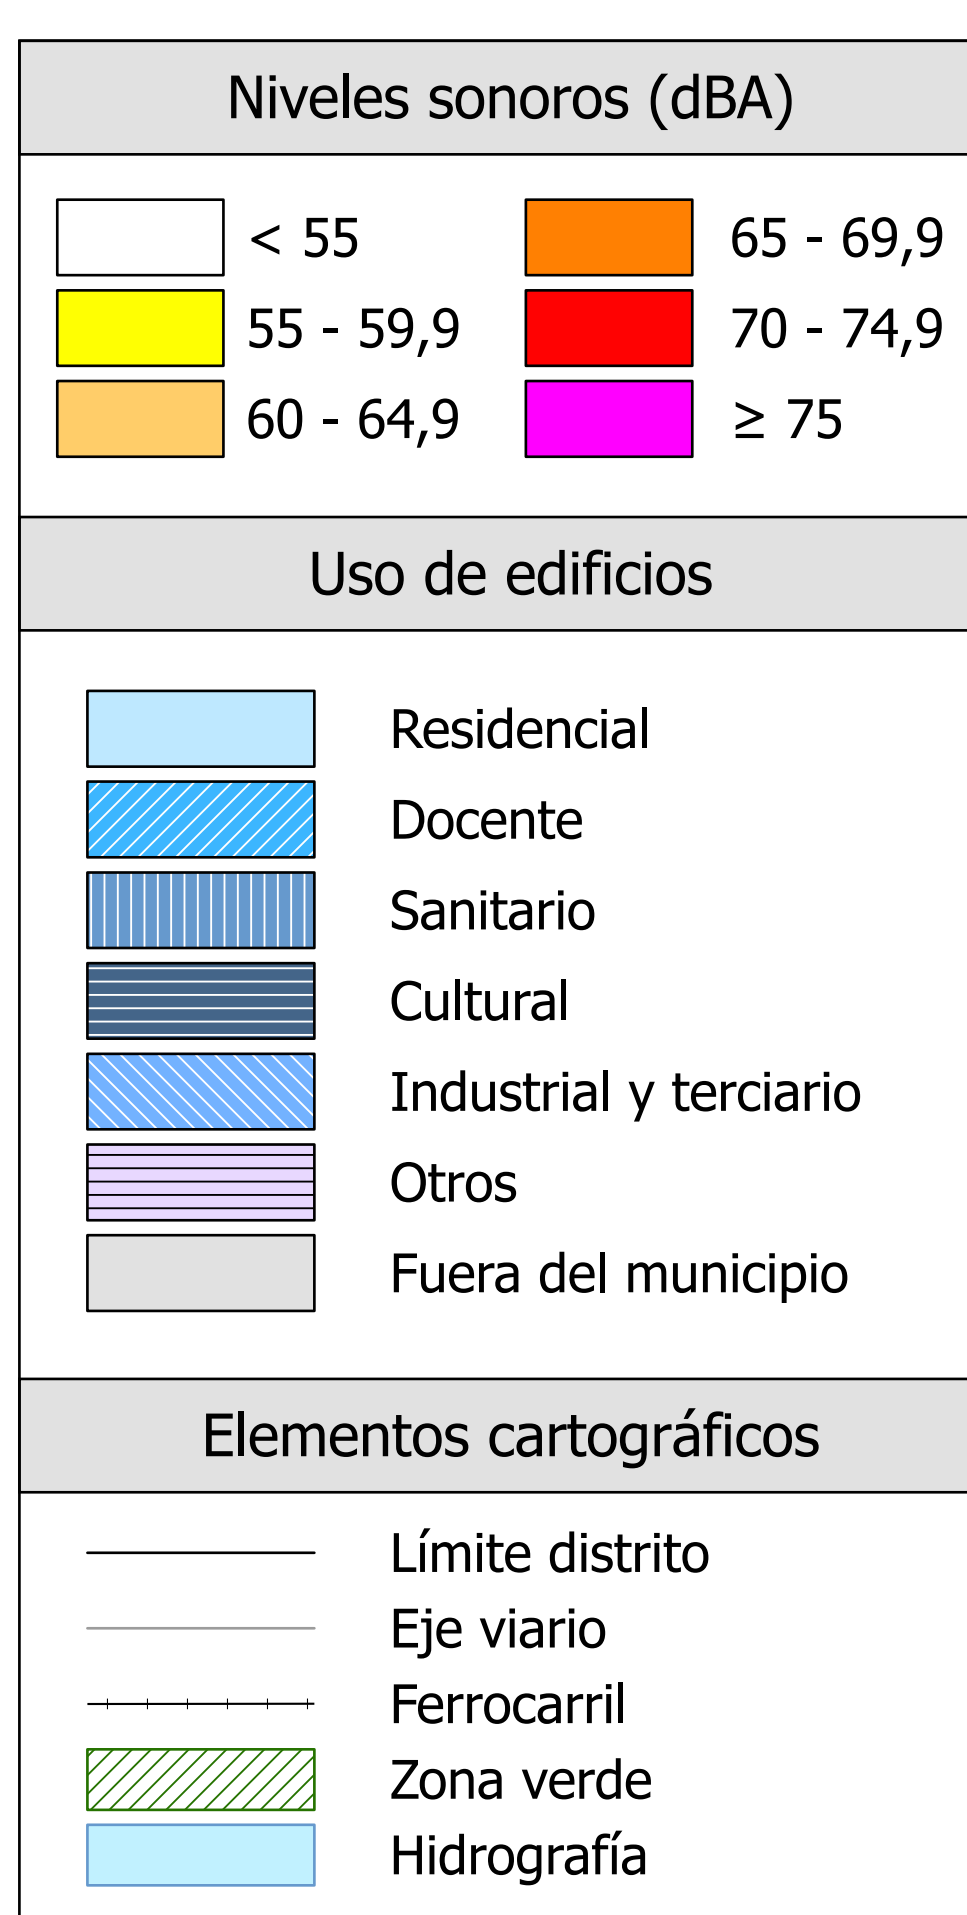 Niveles sonoros (dBA)
< 55
65 - 69,9
55 - 59,9
70 - 74,9
60 - 64,9
≥ 75
Uso de edificios
Residencial
Docente
Sanitario
Cultural
Industrial y terciario
Otros
Fuera del municipio
Elementos cartográficos
Límite distrito
Eje viario
Ferrocarril
Zona verde
Hidrografía